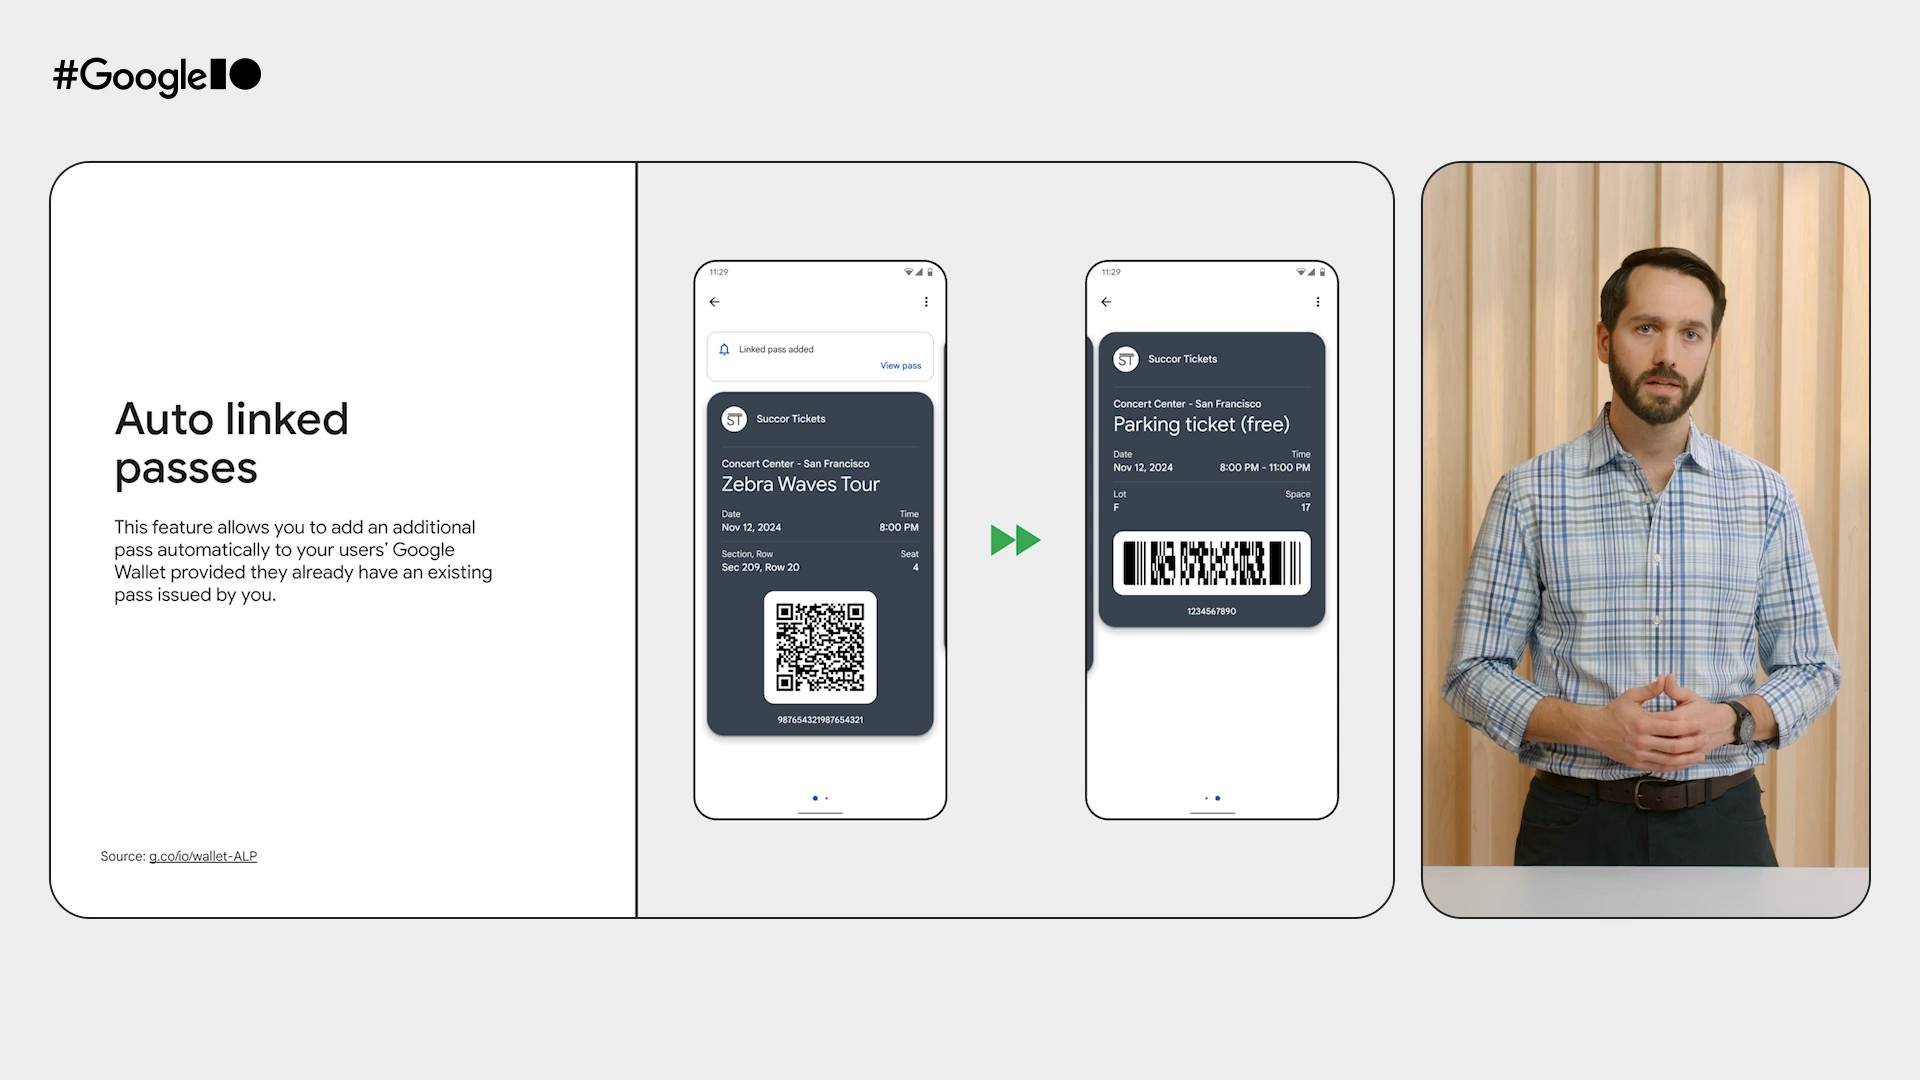 #GoogleIO
Auto linked
passes
This feature allows you to add an additional
pass automatically to your users’ Google
Wallet provided they already have an existing
pass issued by you.
Source: g.co/io/wallet-ALP
11:29
Linked pass added
View pass
ST Succor Tickets
Concert Center - San Francisco
Zebra Waves Tour
Date Time
Nov 12, 2024 8:00 PM
Section, Row Seat
Sec 209, Row 20 4
987654321987654321
11:29
ST Succor Tickets
Concert Center - San Francisco
Parking ticket (free)
Date Time
Nov 12, 2024 8:00 PM - 11:00 PM
Lot Space
F 17
1234567890